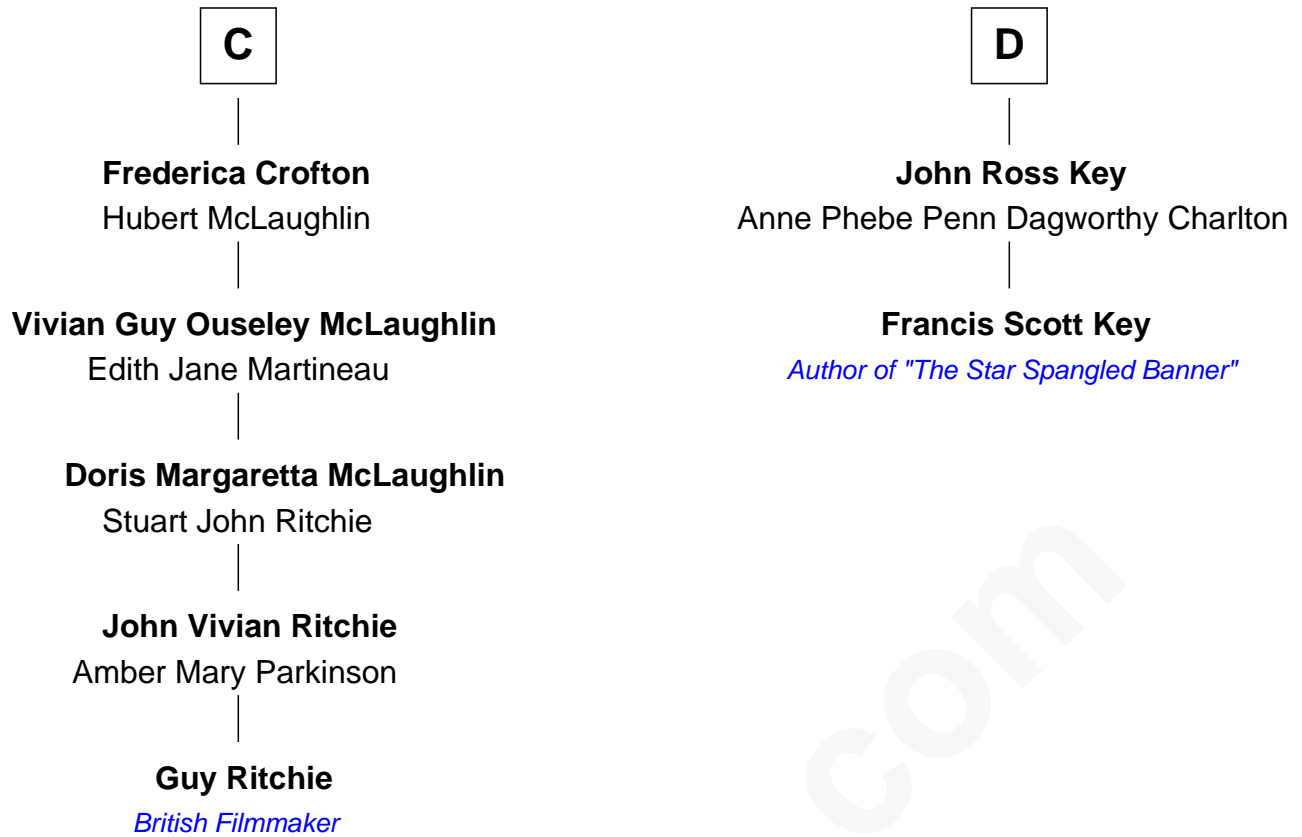 C
Frederica Crofton
Hubert McLaughlin
Vivian Guy Ouseley McLaughlin
Edith Jane Martineau
Doris Margaretta McLaughlin
Stuart John Ritchie
John Vivian Ritchie
Amber Mary Parkinson
Guy Ritchie
British Filmmaker
D
John Ross Key
Anne Phebe Penn Dagworthy Charlton
Francis Scott Key
Author of "The Star Spangled Banner"
com